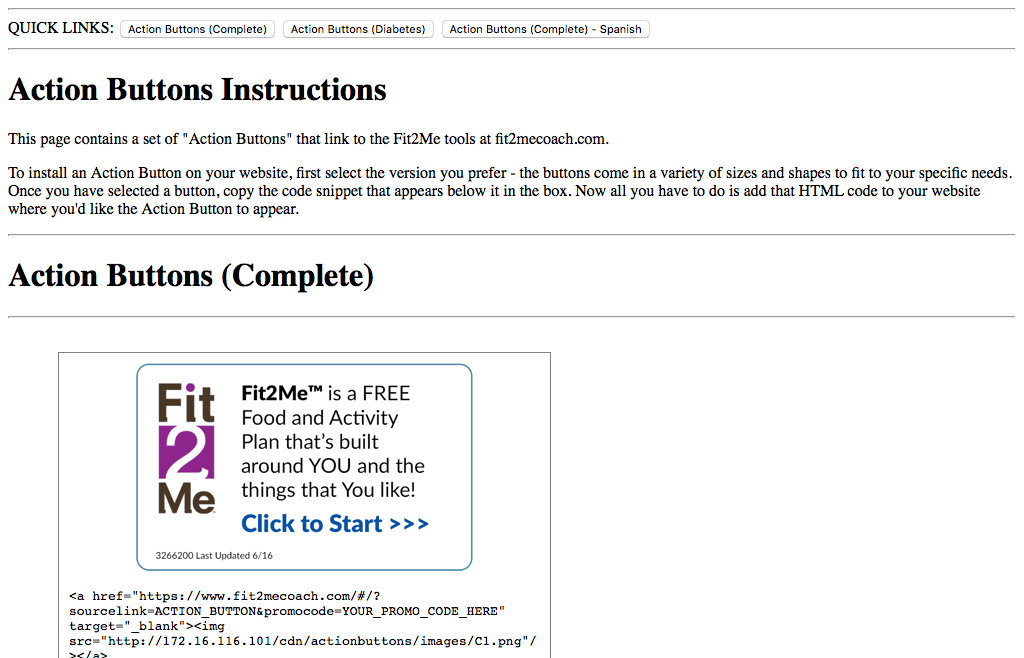 QUICK LINKS: Action Buttons (Complete) Action Buttons (Diabetes) Action Buttons (Complete) - Spanish
Action Buttons Instructions
This page contains a set of "Action Buttons" that link to the Fit2Me tools at fit2mecoach.com.
To install an Action Button on your website, first select the version you prefer - the buttons come in a variety of sizes and shapes to fit to your specific needs.
Once you have selected a button, copy the code snippet that appears below it in the box. Now all you have to do is add that HTML code to your website
where you'd like the Action Button to appear.
Action Buttons (Complete)
Fit
2
Me
Fit2Me™ is a FREE
Food and Activity
Plan that's built
around YOU and the
things that You like!
Click to Start >>>
3266200 Last Updated 6/16
<a href="https://www.fit2mecoach.com/#/?
sourcelink=ACTION_BUTTON&promocode=YOUR_PROMO_CODE_HERE"
target="_blank"><img
src="http://172.16.116.101/cdn/actionbuttons/images/C1.png"/
></a>